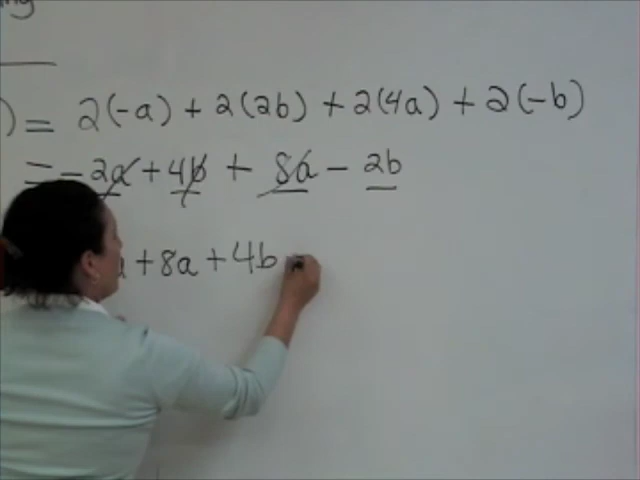 ) = 2(-a) + 2(2b) + 2(4a) + 2(-b)
= -2a + 4b + 8a - 2b
+ 8a + 4b